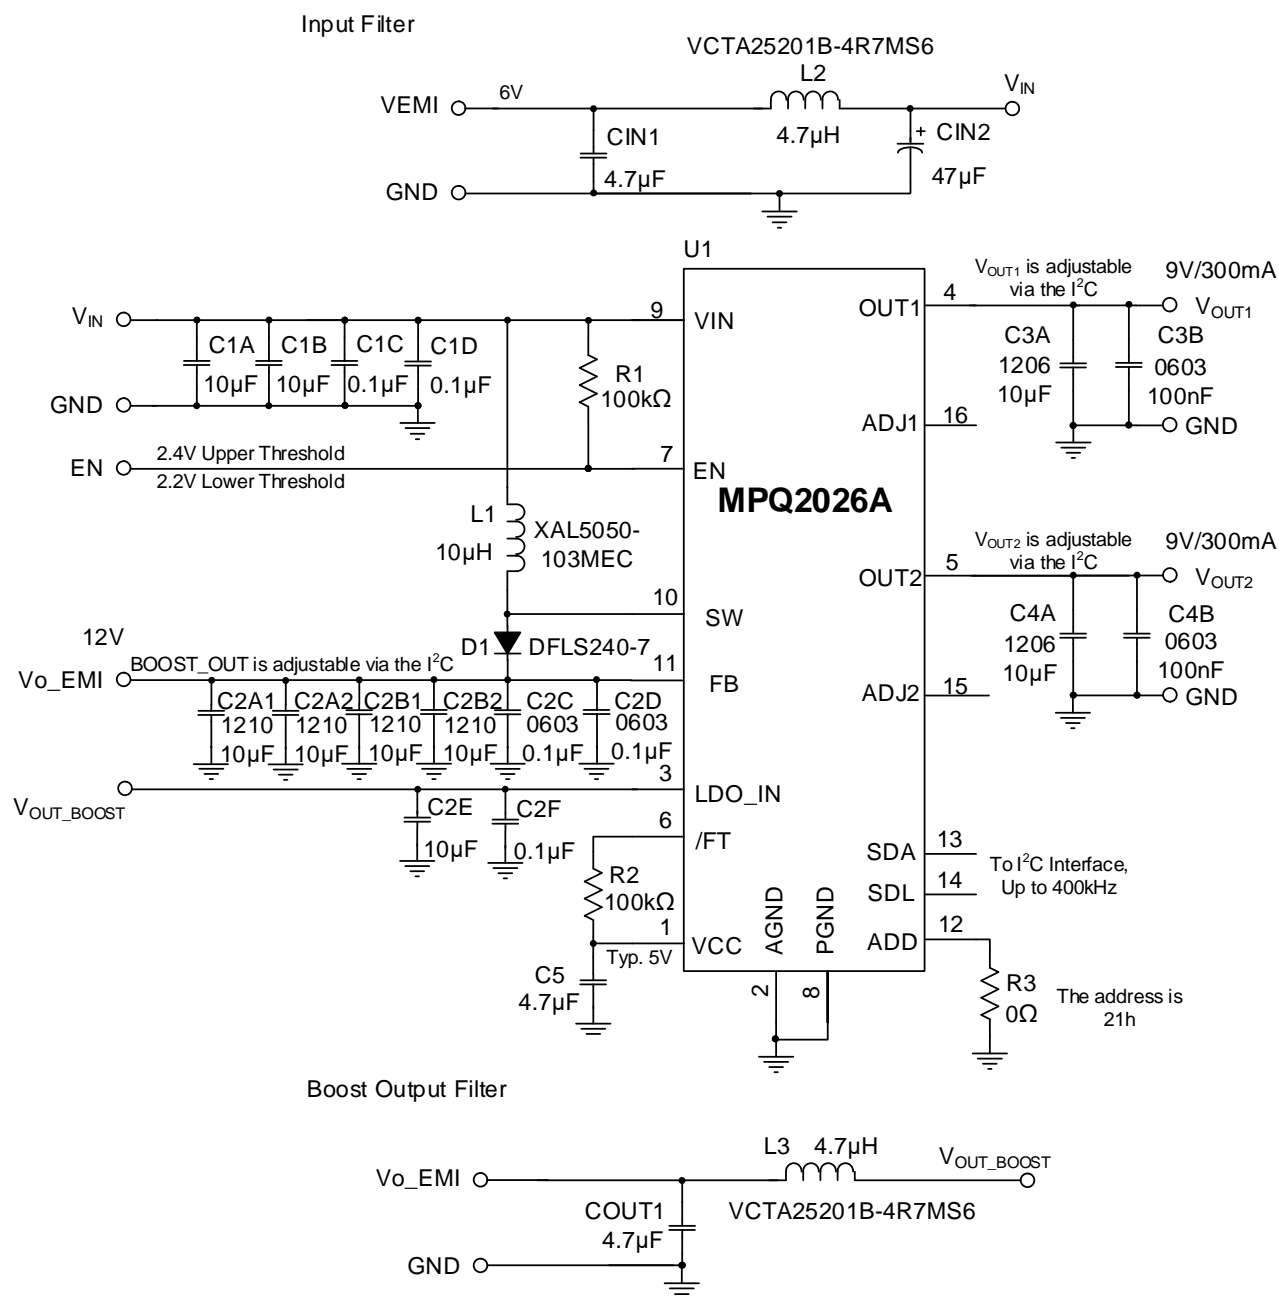 Input Filter
VCTA25201B-4R7MS6
L2
VEMI
6V
4.7µH
VIN
CIN1
4.7µF
CIN2
47µF
GND
U1
VIN
9
VIN
C1A
10µF
C1B
10µF
C1C
0.1µF
C1D
0.1µF
R1
100kΩ
GND
EN
2.4V Upper Threshold
2.2V Lower Threshold
7
EN
MPQ2026A
L1
10µH
XAL5050-
103MEC
10
SW
D1
DFLS240-7
12V
Vo_EMI
BOOST_OUT is adjustable via the I²C
11
FB
C2A1
1210
10µF
C2A2
1210
10µF
C2B1
1210
10µF
C2B2
1210
10µF
C2C
0603
0.1µF
C2D
0603
0.1µF
VOUT_BOOST
3
LDO_IN
C2E
10µF
C2F
0.1µF
6
/FT
R2
100kΩ
1
VCC
Typ. 5V
C5
4.7µF
AGND
2
PGND
8
OUT1
4
VOUT1 is adjustable
via the I²C
9V/300mA
VOUT1
C3A
1206
10µF
C3B
0603
100nF
ADJ1
16
GND
OUT2
5
VOUT2 is adjustable
via the I²C
9V/300mA
VOUT2
C4A
1206
10µF
C4B
0603
100nF
ADJ2
15
GND
SDA
13
SDL
14
To I²C Interface,
Up to 400kHz
ADD
12
R3
0Ω
The address is
21h
Boost Output Filter
Vo_EMI
L3
4.7µH
VCTA25201B-4R7MS6
VOUT_BOOST
COUT1
4.7µF
GND